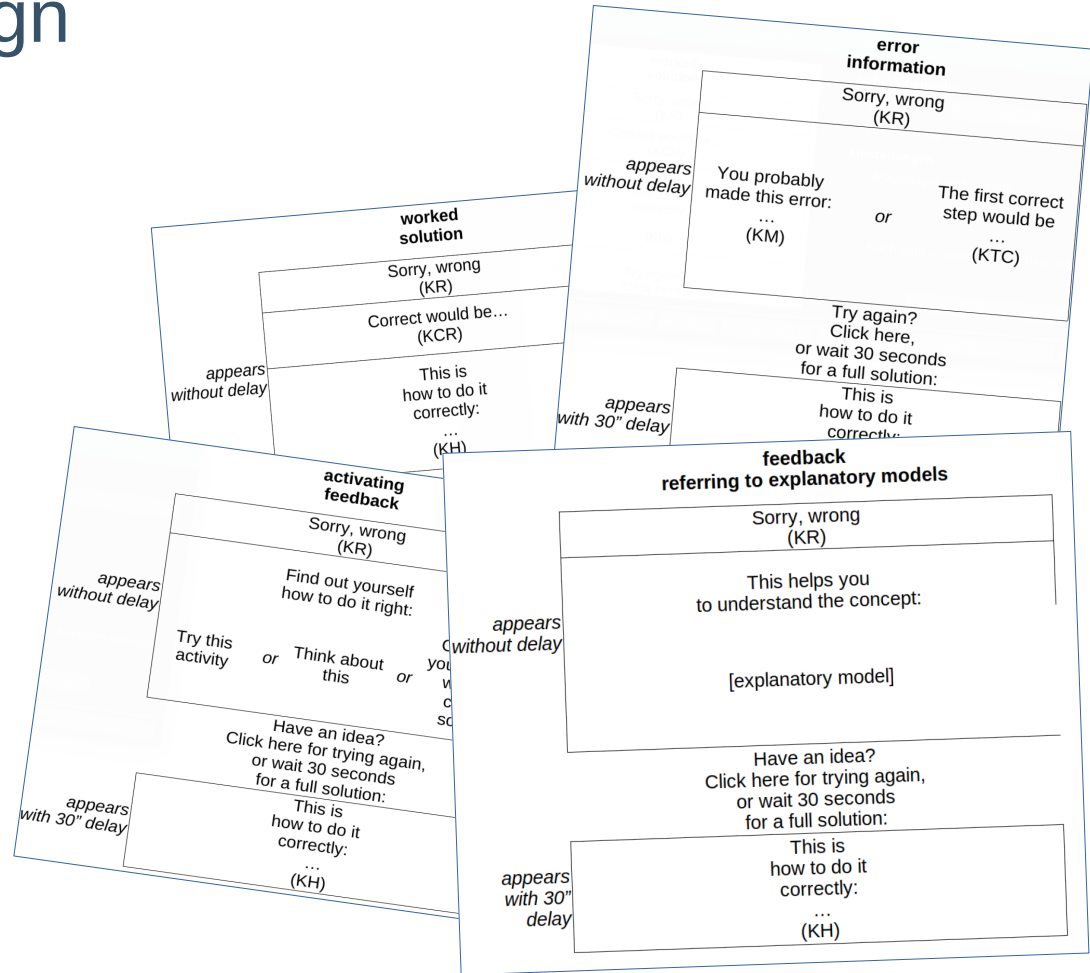 gn
error
information
Sorry, wrong
(KR)
appears
without delay
You probably
made this error:
…
(KM)
or
The first correct
step would be
…
(KTC)
Try again?
Click here,
or wait 30 seconds
for a full solution:
appears
with 30” delay
This is
how to do it
correctly:
worked
solution
Sorry, wrong
(KR)
Correct would be…
(KCR)
appears
without delay
This is
how to do it
correctly:
…
(KH)
activating
feedback
Sorry, wrong
(KR)
appears
without delay
Find out yourself
how to do it right:
Try this
activity
or
Think about
this
or
Have an idea?
Click here for trying again,
or wait 30 seconds
for a full solution:
appears
with 30” delay
This is
how to do it
correctly:
…
(KH)
feedback
referring to explanatory models
Sorry, wrong
(KR)
appears
without delay
This helps you
to understand the concept:
[explanatory model]
Have an idea?
Click here for trying again,
or wait 30 seconds
for a full solution:
appears
with 30”
delay
This is
how to do it
correctly:
…
(KH)